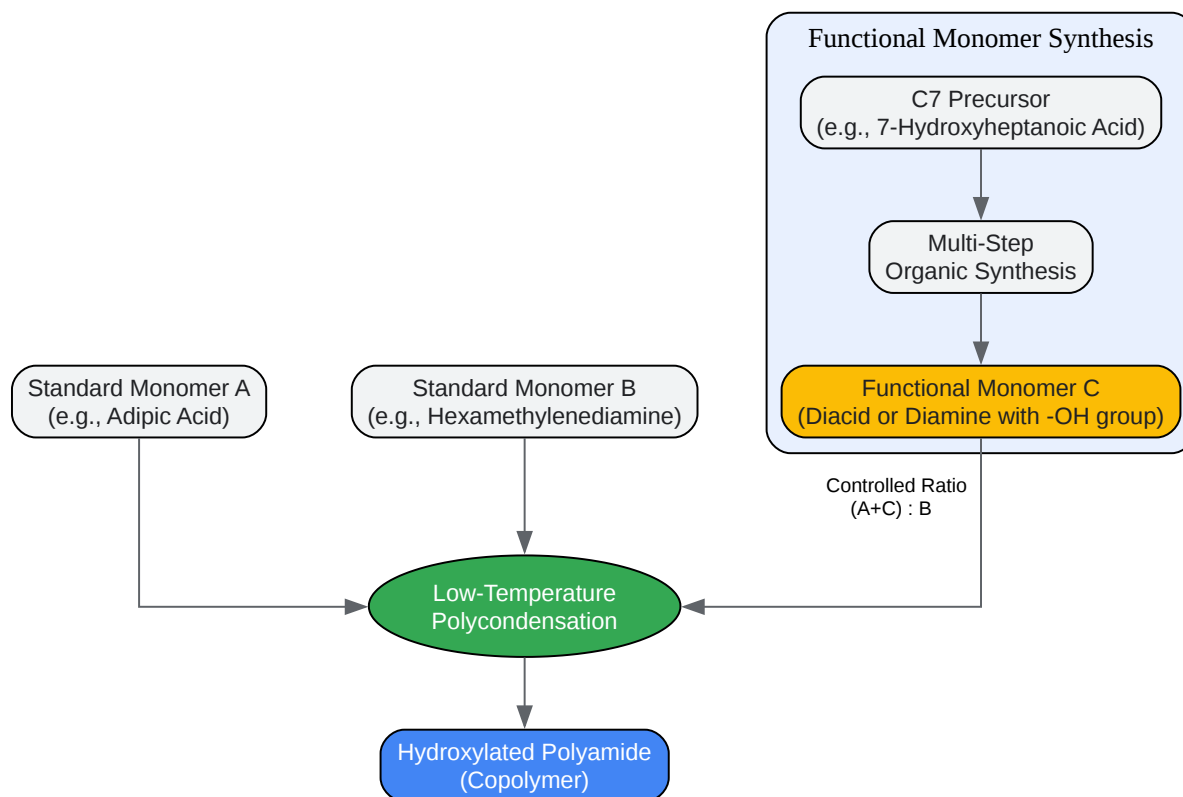 Functional Monomer Synthesis
C7 Precursor
(e.g., 7-Hydroxyheptanoic Acid)
Multi-Step
Organic Synthesis
Standard Monomer A
(e.g., Adipic Acid)
Standard Monomer B
(e.g., Hexamethylenediamine)
Functional Monomer C
(Diacid or Diamine with -OH group)
Controlled Ratio
(A+C) : B
Low-Temperature
Polycondensation
Hydroxylated Polyamide
(Copolymer)